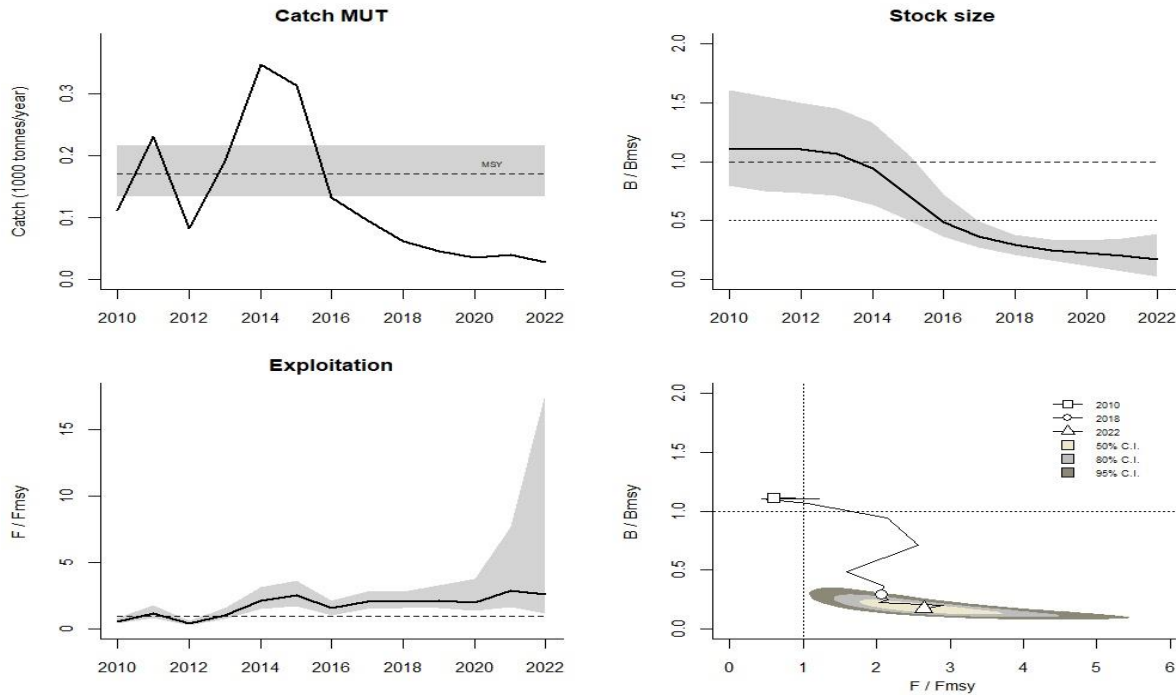 Catch MUT
Catch (1000 tonnes/year)
0.3
0.2
0.1
0.0
MSY
2010 2012 2014 2016 2018 2020 2022
Stock size
B / Bmsy
2.0
1.5
1.0
0.5
0.0
2010 2012 2014 2016 2018 2020 2022
Exploitation
F / Fmsy
15
10
5
0
2010 2012 2014 2016 2018 2020 2022
B / Bmsy
2.0
1.5
1.0
0.5
0.0
2010
2018
2022
50% C.I.
80% C.I.
95% C.I.
0 1 2 3 4 5 6
F / Fmsy